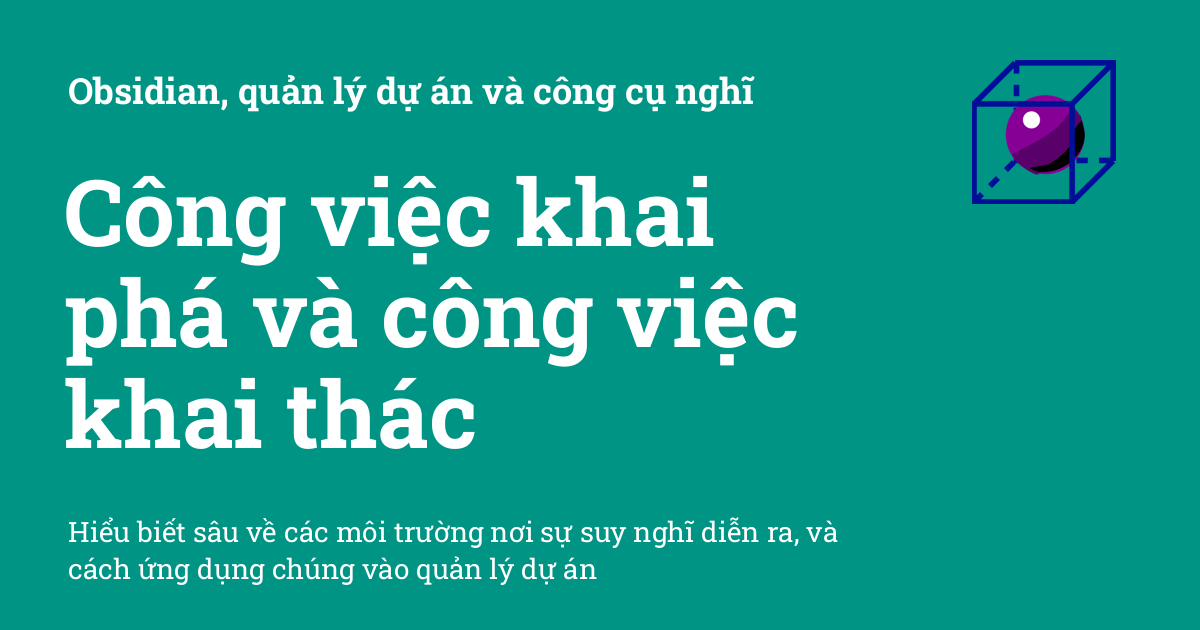 Obsidian, quản lý dự án và công cụ nghĩ
Công việc khai
phá và công việc
khai thác
Hiểu biết sâu về các môi trường nơi sự suy nghĩ diễn ra, và
cách ứng dụng chúng vào quản lý dự án